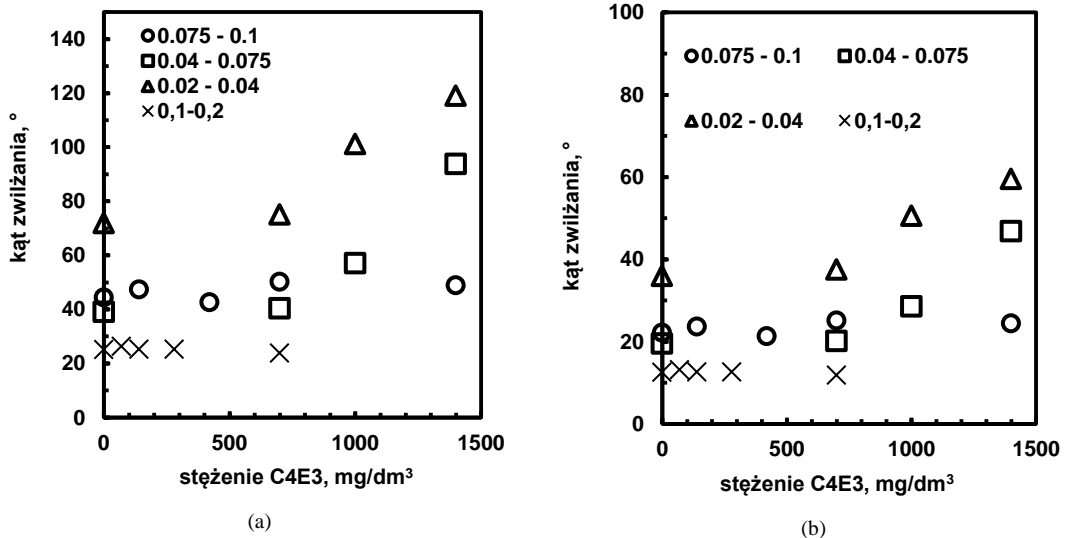 140
120
100
80
60
40
20
0
kąt zwilżania, °
0.075 - 0.1
0.04 - 0.075
0.02 - 0.04
0,1-0,2
0 500 1000 1500
stężenie C4E3, mg/dm³
(a)
100
80
60
40
20
0
kąt zwilżania, °
0.075 - 0.1 0.04 - 0.075
0.02 - 0.04 0,1-0,2
0 500 1000 1500
stężenie C4E3, mg/dm³
(b)